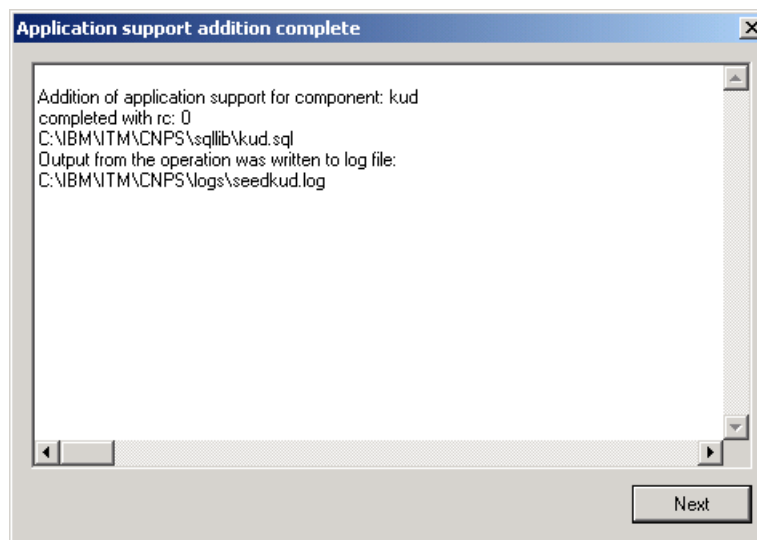 Application support addition complete
Addition of application support for component: kud
completed with rc: 0
C:\IBM\ITM\CNPS\sqllib\kud.sql
Output from the operation was written to log file:
C:\IBM\ITM\CNPS\logs\seedkud.log
Next